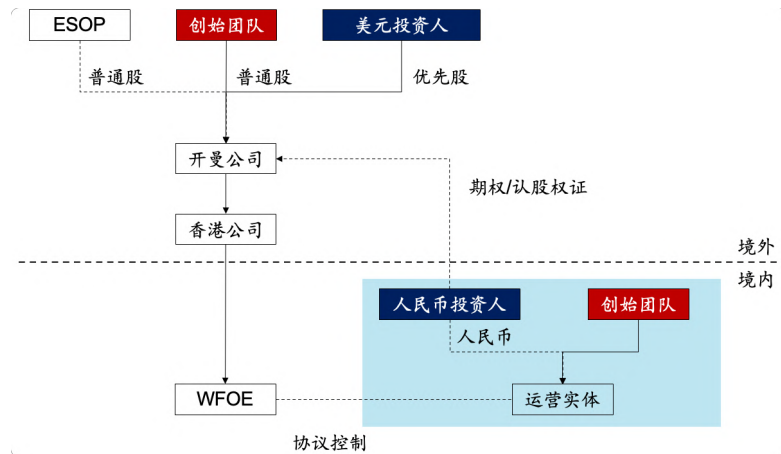 ESOP
创始团队
美元投资人
普通股
普通股
优先股
开曼公司
期权/认股权证
香港公司
境外
境内
人民币投资人
创始团队
人民币
WFOE
运营实体
协议控制